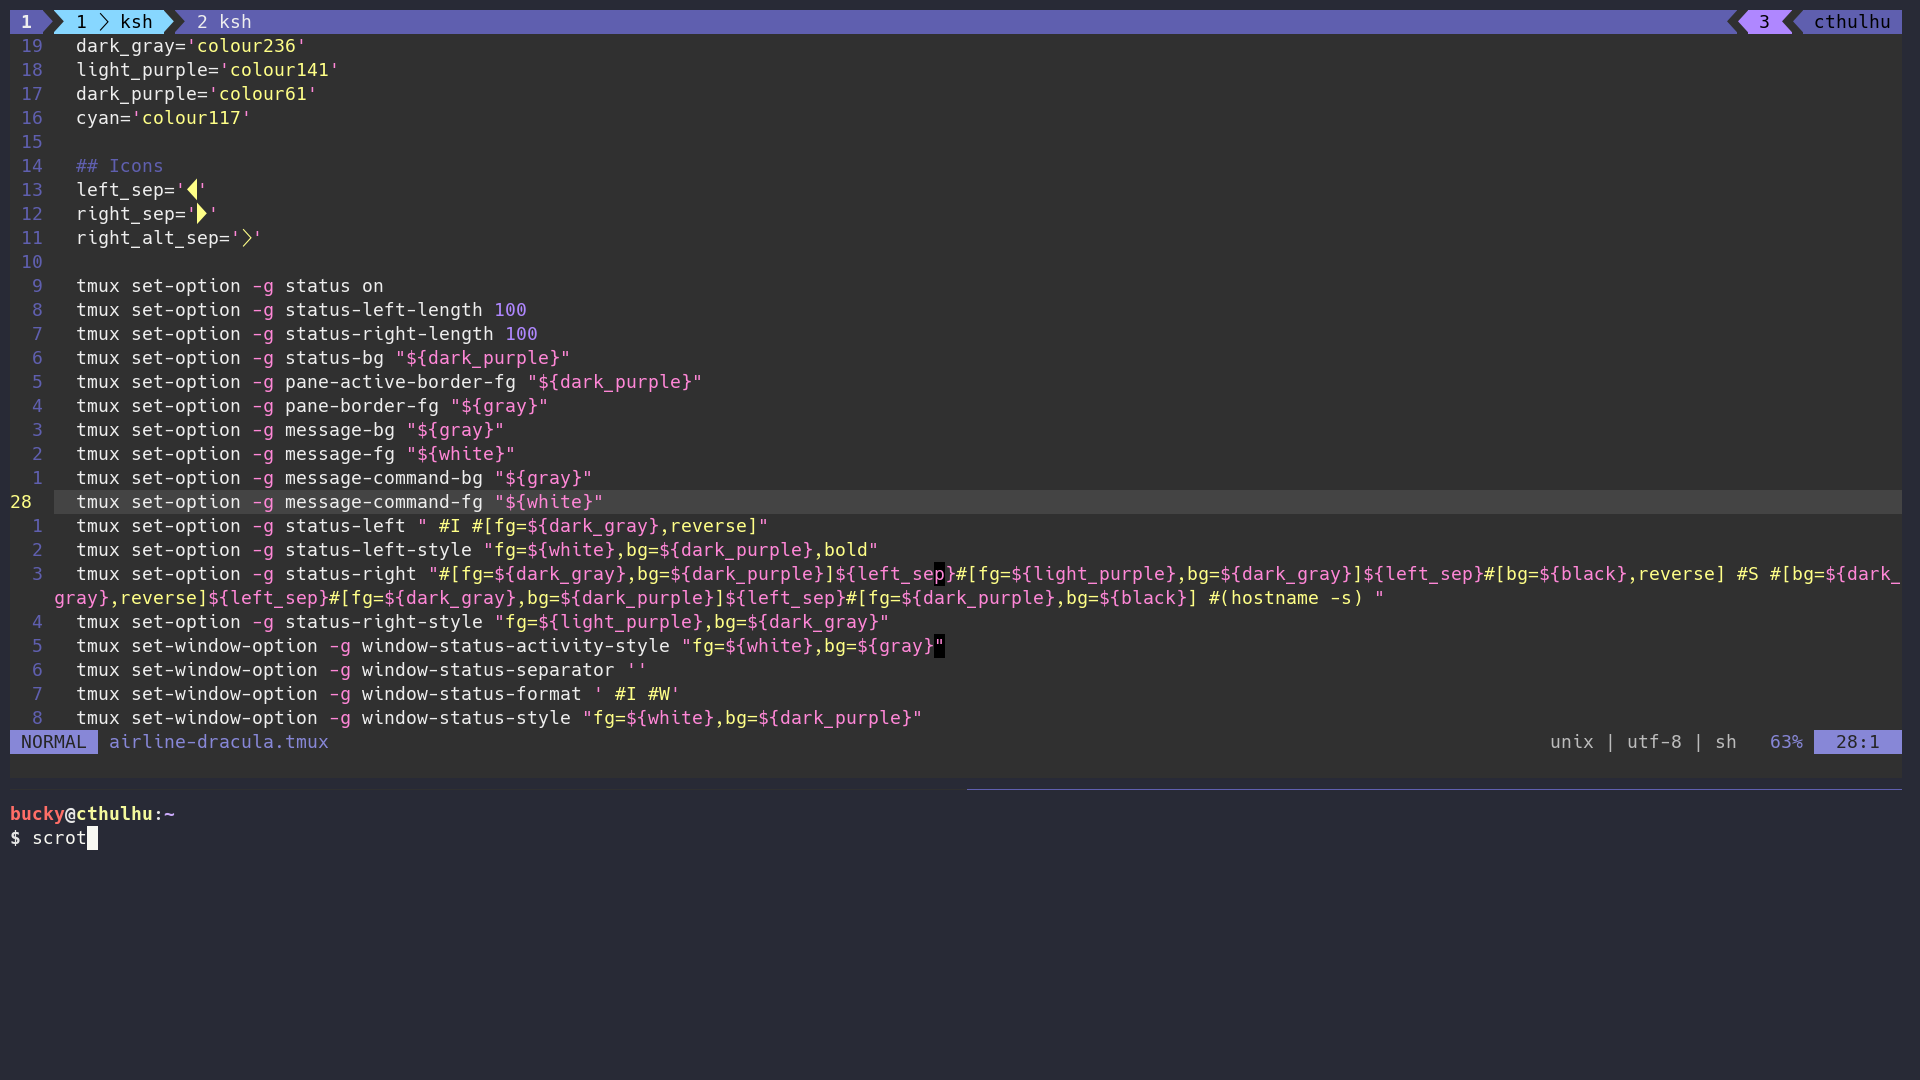 1 1 ksh 2 ksh 3 cthulhu
19 dark_gray='colour236'
18 light_purple='colour141'
17 dark_purple='colour61'
16 cyan='colour117'
15
14 ## Icons
13 left_sep=''
12 right_sep=''
11 right_alt_sep=''
10
9 tmux set-option -g status on
8 tmux set-option -g status-left-length 100
7 tmux set-option -g status-right-length 100
6 tmux set-option -g status-bg "${dark_purple}"
5 tmux set-option -g pane-active-border-fg "${dark_purple}"
4 tmux set-option -g pane-border-fg "${gray}"
3 tmux set-option -g message-bg "${gray}"
2 tmux set-option -g message-fg "${white}"
1 tmux set-option -g message-command-bg "${gray}"
28 tmux set-option -g message-command-fg "${white}"
1 tmux set-option -g status-left " #I #[fg=${dark_gray},reverse]"
2 tmux set-option -g status-left-style "fg=${white},bg=${dark_purple},bold"
3 tmux set-option -g status-right "#[fg=${dark_gray},bg=${dark_purple}]${left_sep}#[fg=${light_purple},bg=${dark_gray}]${left_sep}#[bg=${black},reverse] #S #[bg=${dark_
gray},reverse]${left_sep}#[fg=${dark_gray},bg=${dark_purple}]${left_sep}#[fg=${dark_purple},bg=${black}] #(hostname -s) "
4 tmux set-option -g status-right-style "fg=${light_purple},bg=${dark_gray}"
5 tmux set-window-option -g window-status-activity-style "fg=${white},bg=${gray}"
6 tmux set-window-option -g window-status-separator ''
7 tmux set-window-option -g window-status-format ' #I #W'
8 tmux set-window-option -g window-status-style "fg=${white},bg=${dark_purple}"
NORMAL airline-dracula.tmux unix | utf-8 | sh 63% 28:1
bucky@cthulhu:~
$ scrot